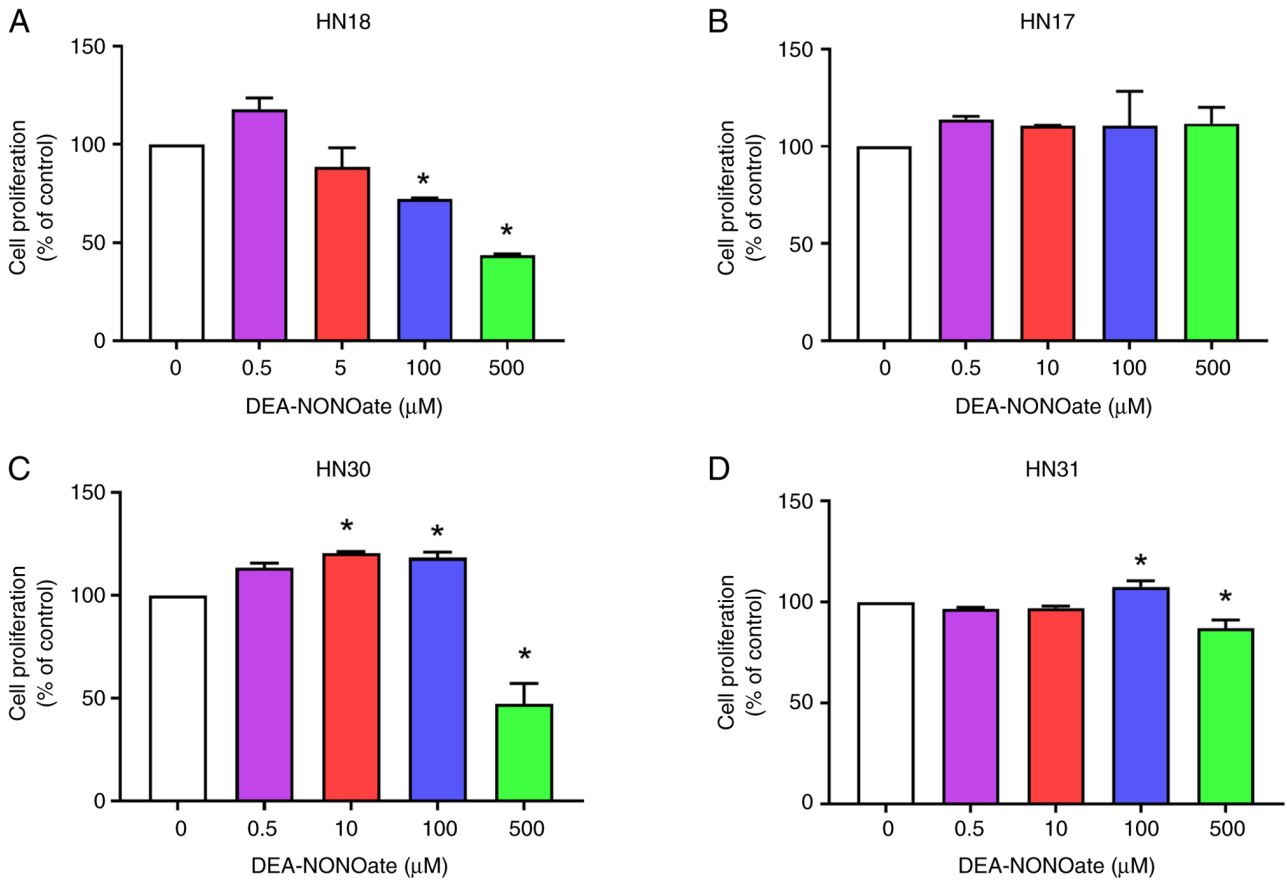 A
HN18
Cell proliferation
(% of control)
150
100
50
0
*
*
0 0.5 5 100 500
DEA-NONOate (μM)
B
HN17
Cell proliferation
(% of control)
150
100
50
0
0 0.5 10 100 500
DEA-NONOate (μM)
C
HN30
Cell proliferation
(% of control)
150
100
50
0
*
*
*
0 0.5 10 100 500
DEA-NONOate (μM)
D
HN31
Cell proliferation
(% of control)
150
100
50
0
*
*
0 0.5 10 100 500
DEA-NONOate (μM)